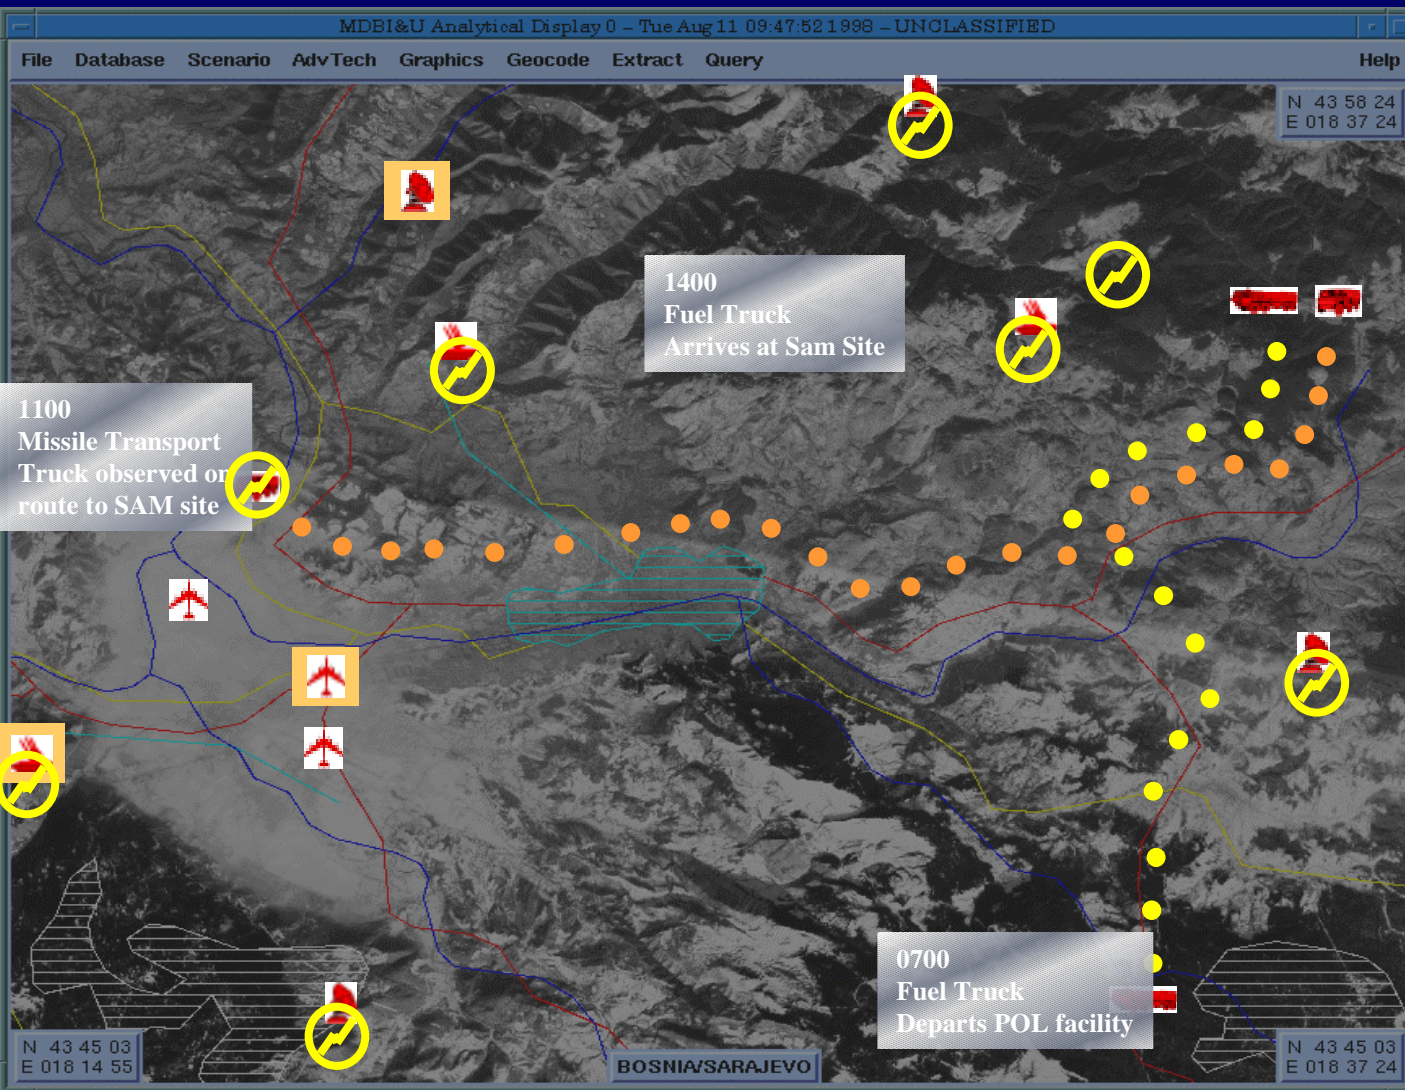 MDBI&U Analytical Display 0 – Tue Aug 11 09:47:52 1998 – UNCLASSIFIED
File Database Scenario AdvTech Graphics Geocode Extract Query Help
N 43 58 24
E 018 37 24
1400
Fuel Truck
Arrives at Sam Site
1100
Missile Transport
Truck observed on
route to SAM site
0700
Fuel Truck
Departs POL facility
N 43 45 03
E 018 14 55
BOSNIA/SARAJEVO
N 43 45 03
E 018 37 24